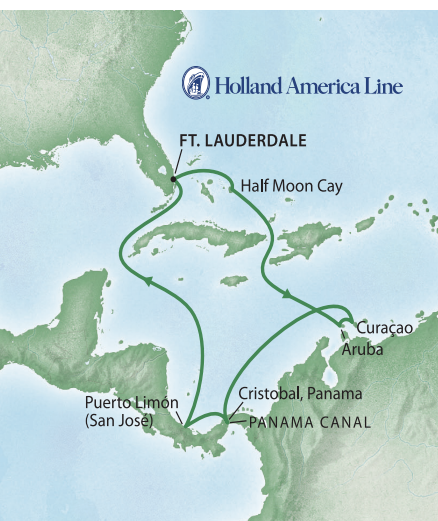 Holland America Line
FT. LAUDERDALE
Half Moon Cay
Curaçao
Aruba
Cristobal, Panama
PANAMA CANAL
Puerto Limón
(San José)